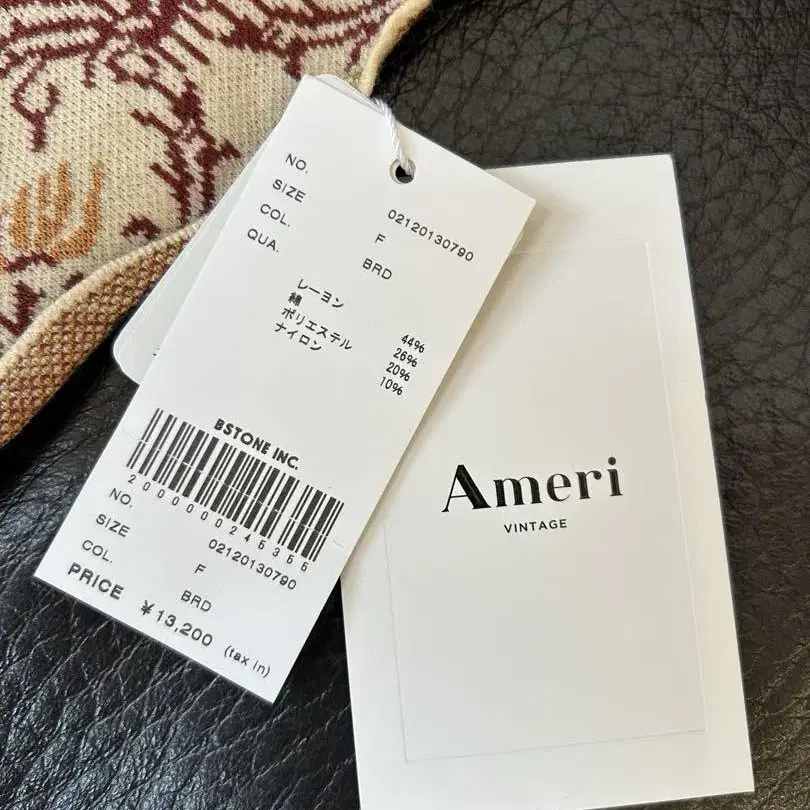 NO. 02120130790
SIZE F
COL. BRD
QUA.
レーヨン 44%
綿 26%
ポリエステル 20%
ナイロン 10%
BSTONE INC.
2000000245355
NO. 02120130790
SIZE F
COL. BRD
PRICE ¥13,200 (tax in)
Ameri
VINTAGE